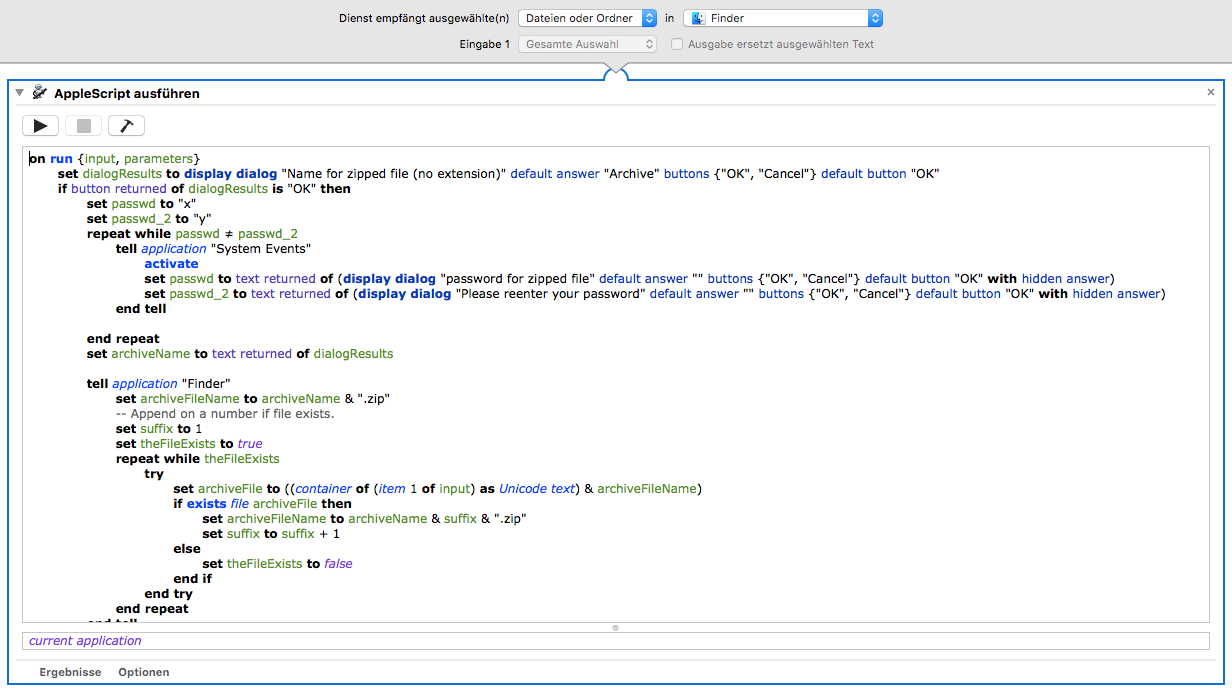 Dienst empfängt ausgewählte(n) Dateien oder Ordner in Finder
Eingabe 1 Gesamte Auswahl Ausgabe ersetzt ausgewählten Text
AppleScript ausführen
on run {input, parameters}
set dialogResults to display dialog "Name for zipped file (no extension)" default answer "Archive" buttons {"OK", "Cancel"} default button "OK"
if button returned of dialogResults is "OK" then
set passwd to "x"
set passwd_2 to "y"
repeat while passwd ≠ passwd_2
tell application "System Events"
activate
set passwd to text returned of (display dialog "password for zipped file" default answer "" buttons {"OK", "Cancel"} default button "OK" with hidden answer)
set passwd_2 to text returned of (display dialog "Please reenter your password" default answer "" buttons {"OK", "Cancel"} default button "OK" with hidden answer)
end tell
end repeat
set archiveName to text returned of dialogResults
tell application "Finder"
set archiveFileName to archiveName & ".zip"
-- Append on a number if file exists.
set suffix to 1
set theFileExists to true
repeat while theFileExists
try
set archiveFile to ((container of (item 1 of input) as Unicode text) & archiveFileName)
if exists file archiveFile then
set archiveFileName to archiveName & suffix & ".zip"
set suffix to suffix + 1
else
set theFileExists to false
end if
end try
end repeat
end tell
current application
Ergebnisse Optionen